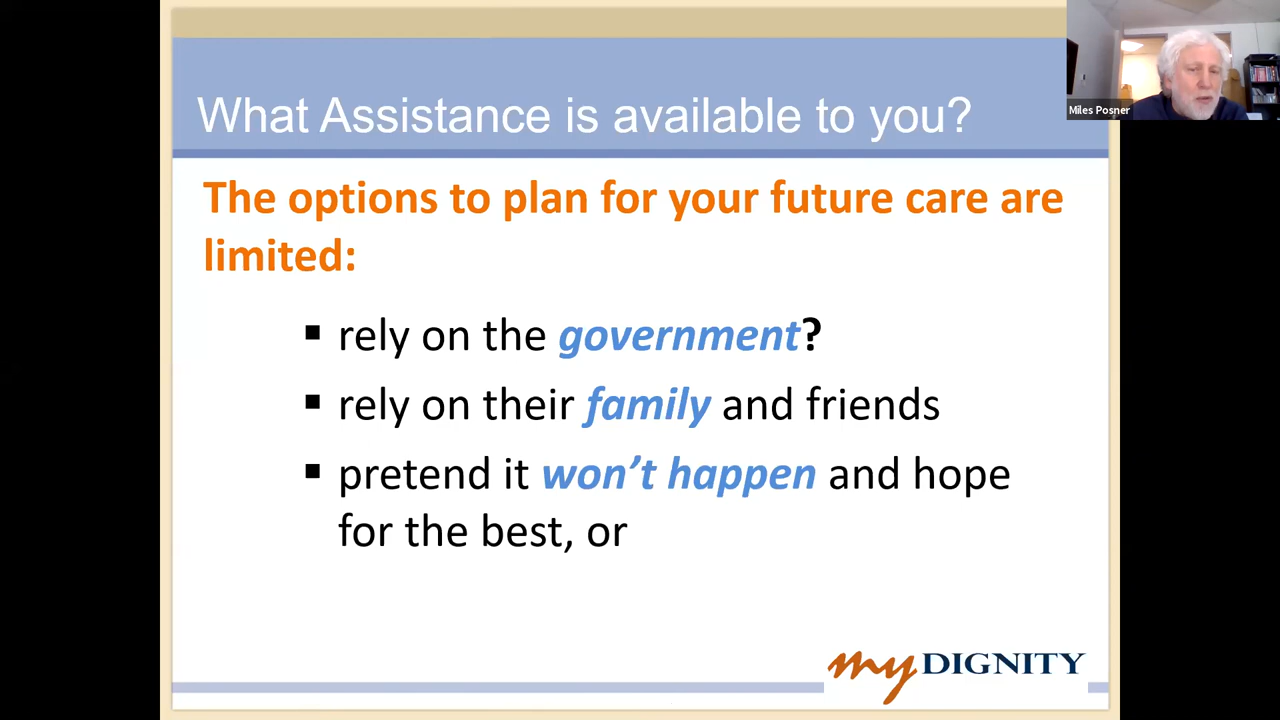 What Assistance is available to you?
Miles Posner
The options to plan for your future care are
limited:
▪ rely on the government?
▪ rely on their family and friends
▪ pretend it won't happen and hope
for the best, or
my DIGNITY